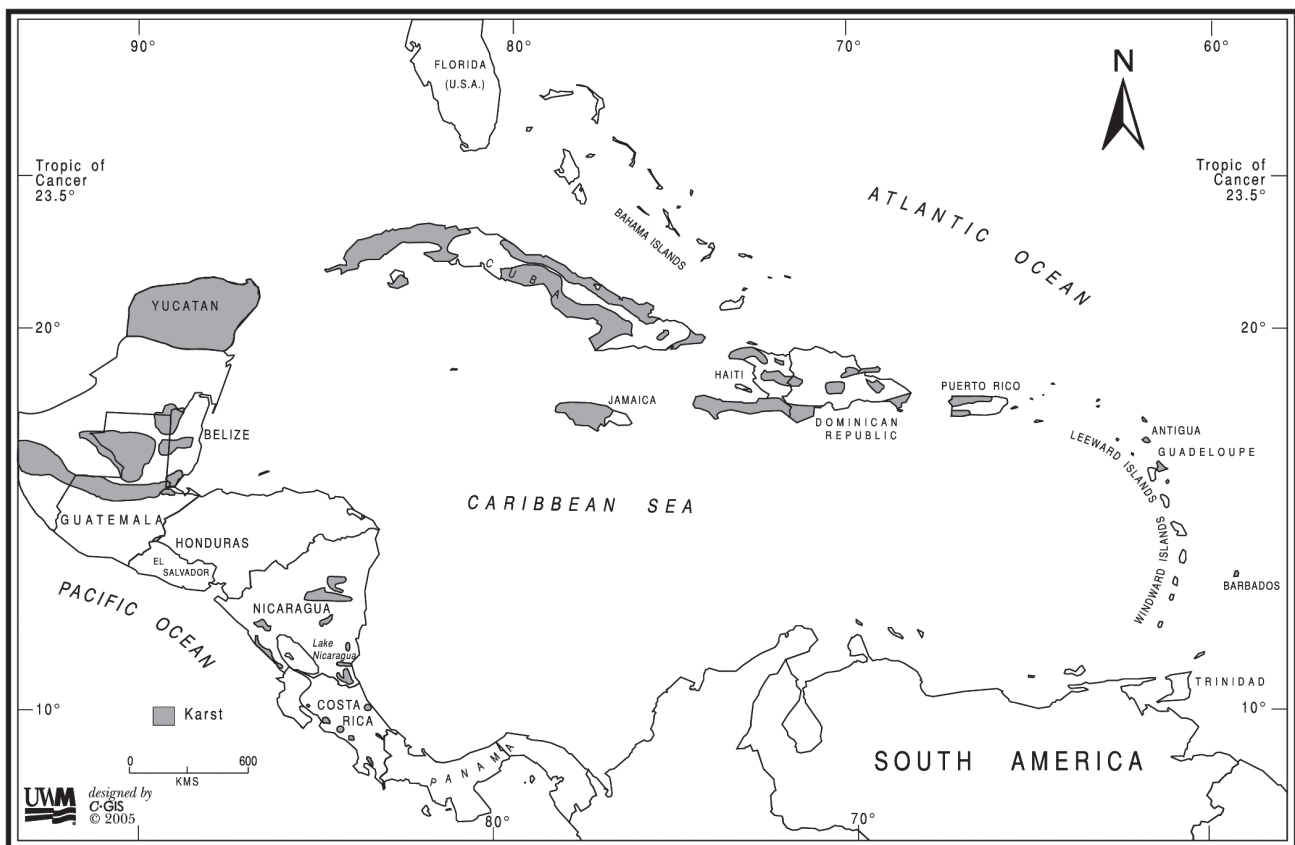 90°
80°
70°
60°
FLORIDA
(U.S.A.)
N
Tropic of
Cancer
23.5°
Tropic of
Cancer
23.5°
ATLANTIC OCEAN
BAHAMA ISLANDS
CUBA
YUCATAN
20°
20°
HAITI
PUERTO RICO
JAMAICA
DOMINICAN
REPUBLIC
BELIZE
ANTIGUA
GUADELOUPE
LEEWARD ISLANDS
CARIBBEAN SEA
GUATEMALA
HONDURAS
EL
SALVADOR
WINDWARD ISLANDS
BARBADOS
PACIFIC OCEAN
NICARAGUA
Lake
Nicaragua
TRINIDAD
COSTA
RICA
10°
10°
Karst
PANAMA
SOUTH AMERICA
0 600
KMS
UWM
designed by
C·GIS
© 2005
80°
70°